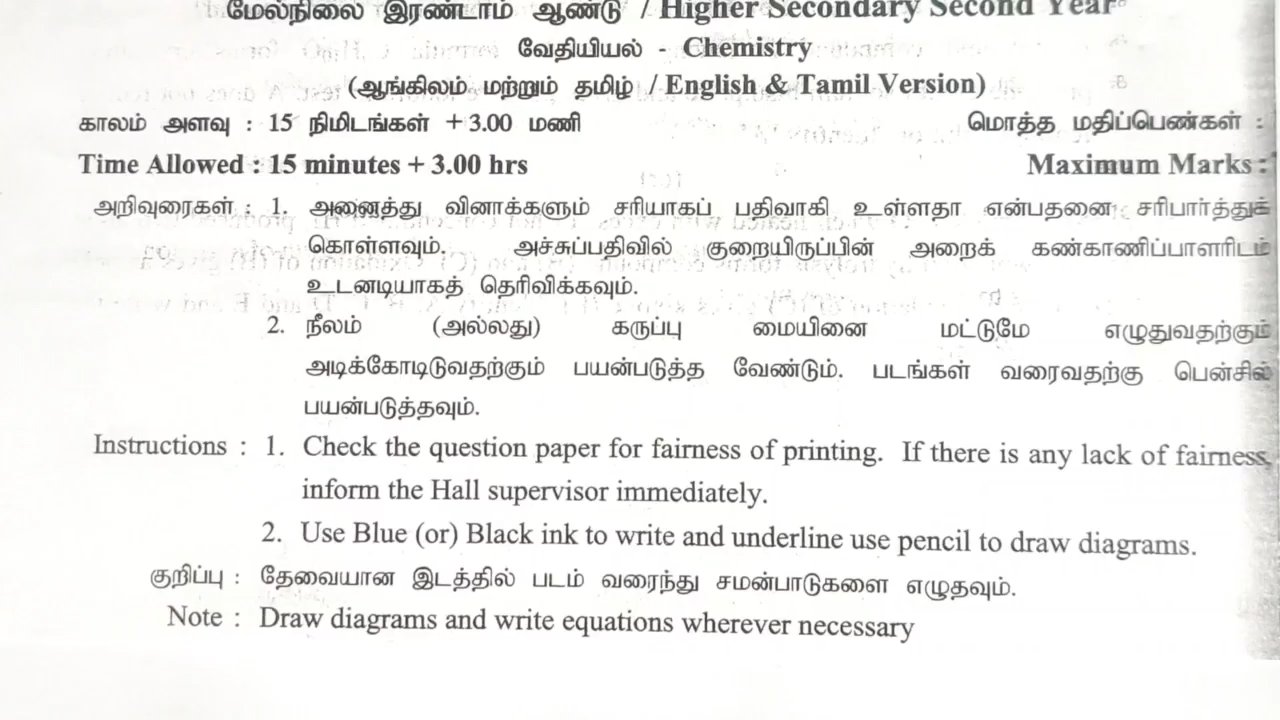 மேல்நிலை இரண்டாம் ஆண்டு / Higher Secondary Second Year
வேதியியல் - Chemistry
(ஆங்கிலம் மற்றும் தமிழ் / English & Tamil Version)
காலம் அளவு : 15 நிமிடங்கள் +3.00 மணி மொத்த மதிப்பெண்கள் :
Time Allowed : 15 minutes + 3.00 hrs Maximum Marks :
அறிவுரைகள் : 1. அனைத்து வினாக்களும் சரியாகப் பதிவாகி உள்ளதா என்பதனை சரிபார்த்துக்
கொள்ளவும். அச்சுப்பதிவில் குறையிருப்பின் அறைக் கண்காணிப்பாளரிடம்
உடனடியாகத் தெரிவிக்கவும்.
2. நீலம் (அல்லது) கருப்பு மையினை மட்டுமே எழுதுவதற்கும்
அடிக்கோடிடுவதற்கும் பயன்படுத்த வேண்டும். படங்கள் வரைவதற்கு பென்சில்
பயன்படுத்தவும்.
Instructions : 1. Check the question paper for fairness of printing. If there is any lack of fairness
inform the Hall supervisor immediately.
2. Use Blue (or) Black ink to write and underline use pencil to draw diagrams.
குறிப்பு : தேவையான இடத்தில் படம் வரைந்து சமன்பாடுகளை எழுதவும்.
Note : Draw diagrams and write equations wherever necessary